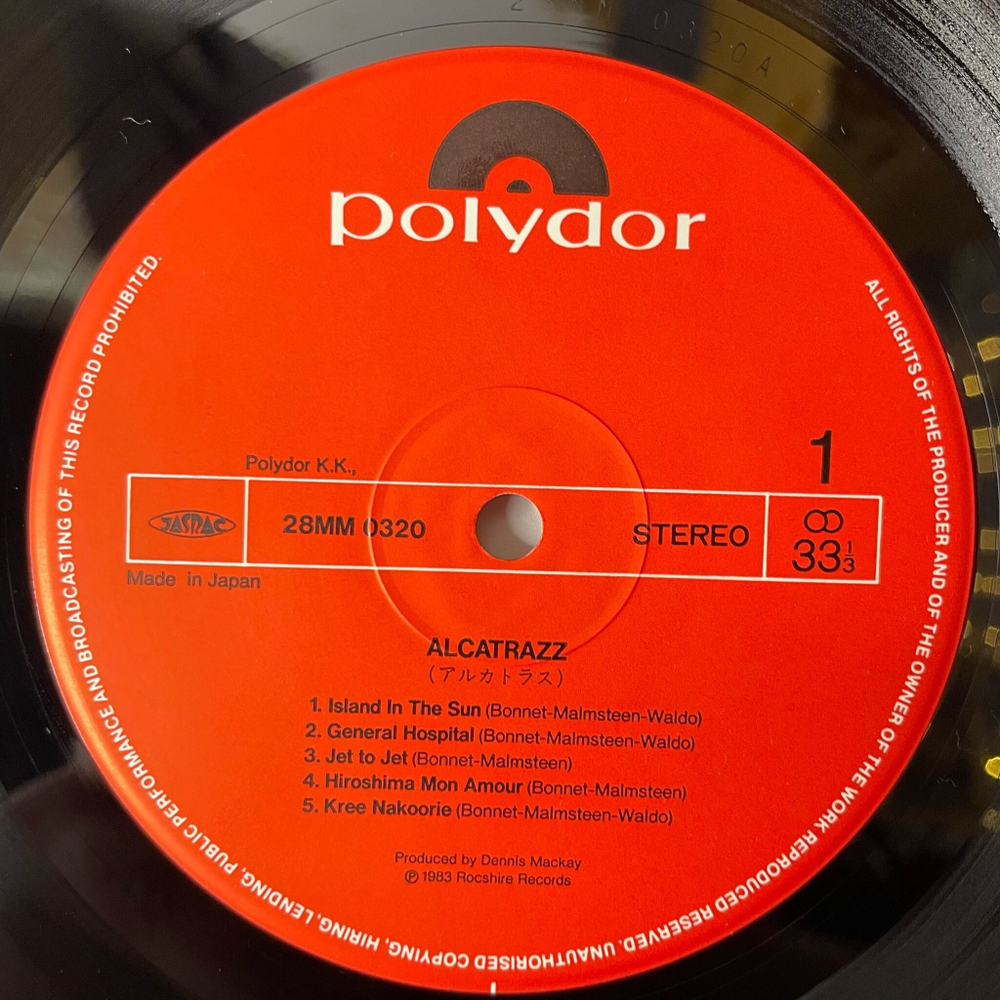 polydor
ALL RIGHTS OF THE PRODUCER AND OF THE OWNER OF THE WORK REPRODUCED RESERVED. UNAUTHORISED COPYING, HIRING, LENDING, PUBLIC PERFORMANCE AND BROADCASTING OF THIS RECORD PROHIBITED.
1
Polydor K.K.,
JASRAC
28MM 0320
STEREO
33 1/3
Made in Japan
ALCATRAZZ
(アルカトラス)
1. Island In The Sun (Bonnet-Malmsteen-Waldo)
2. General Hospital (Bonnet-Malmsteen-Waldo)
3. Jet to Jet (Bonnet-Malmsteen)
4. Hiroshima Mon Amour (Bonnet-Malmsteen)
5. Kree Nakoorie (Bonnet-Malmsteen-Waldo)
Produced by Dennis Mackay
℗ 1983 Rocshire Records